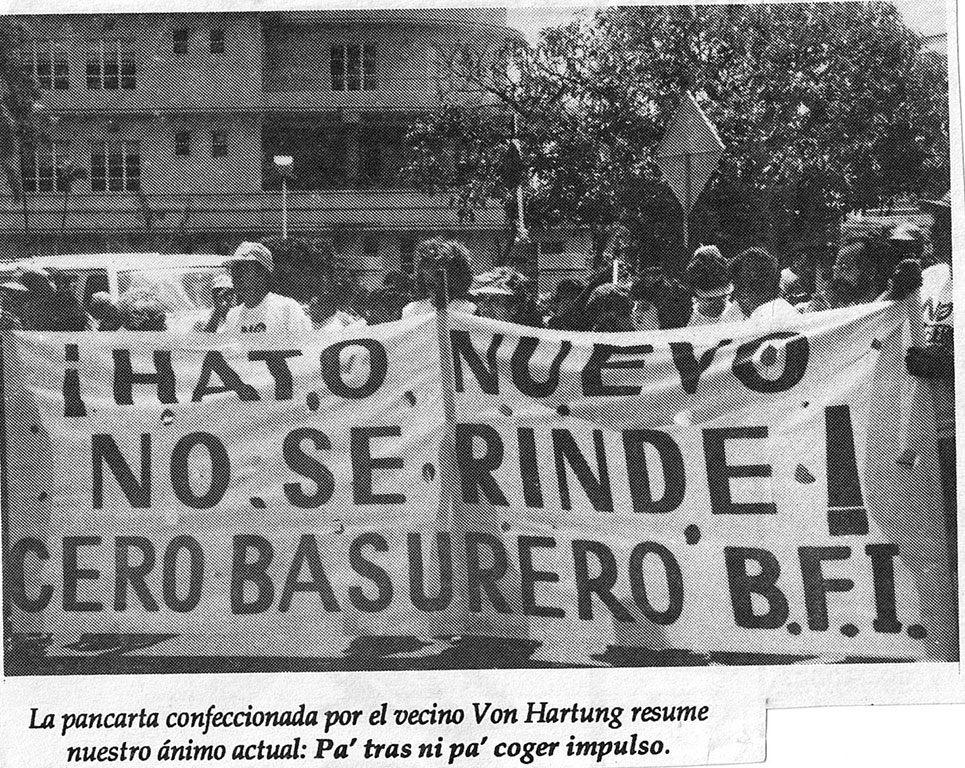 ¡HATO NUEVO
NO SE RINDE!
CERO BASURERO B.F.I.
NO
La pancarta confeccionada por el vecino Von Hartung resume
nuestro ánimo actual: Pa' tras ni pa' coger impulso.